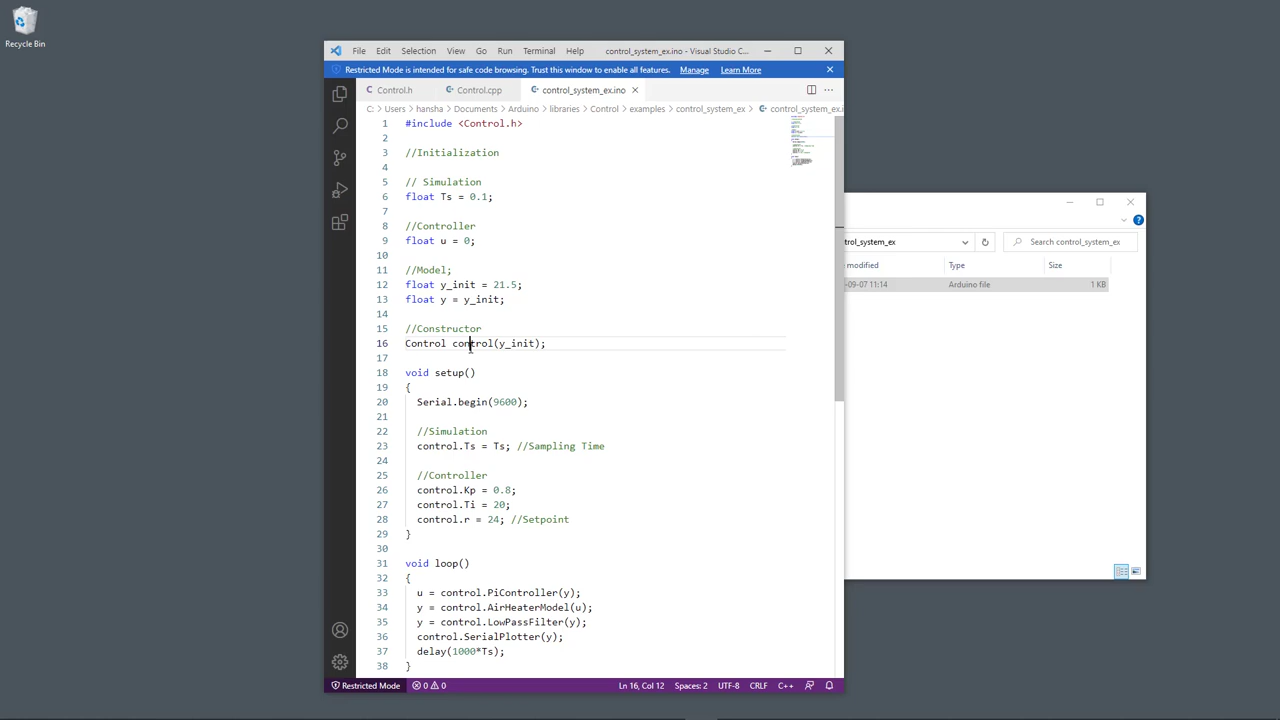 Recycle Bin
File Edit Selection View Go Run Terminal Help control_system_ex.ino - Visual Studio C...
Restricted Mode is intended for safe code browsing. Trust this window to enable all features. Manage Learn More
Control.h Control.cpp control_system_ex.ino
C: > Users > hansha > Documents > Arduino > libraries > Control > examples > control_system_ex > control_system_ex.i
1 #include <Control.h>
2
3 //Initialization
4
5 // Simulation
6 float Ts = 0.1;
7
8 //Controller
9 float u = 0;
10
11 //Model;
12 float y_init = 21.5;
13 float y = y_init;
14
15 //Constructor
16 Control control(y_init);
17
18 void setup()
19 {
20 Serial.begin(9600);
21
22 //Simulation
23 control.Ts = Ts; //Sampling Time
24
25 //Controller
26 control.Kp = 0.8;
27 control.Ti = 20;
28 control.r = 24; //Setpoint
29 }
30
31 void loop()
32 {
33 u = control.PiController(y);
34 y = control.AirHeaterModel(u);
35 y = control.LowPassFilter(y);
36 control.SerialPlotter(y);
37 delay(1000*Ts);
38 }
Restricted Mode 0 0 Ln 16, Col 12 Spaces: 2 UTF-8 CRLF C++
trol_system_ex Search control_system_ex
modified Type Size
-09-07 11:14 Arduino file 1 KB